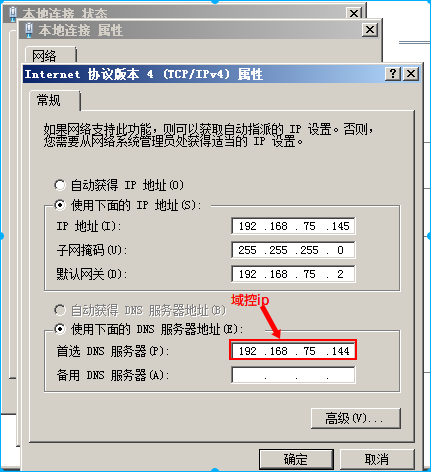 本地连接 状态
本地连接 属性
网络
Internet 协议版本 4 (TCP/IPv4) 属性
常规
如果网络支持此功能，则可以获取自动指派的 IP 设置。否则，
您需要从网络系统管理员处获得适当的 IP 设置。
自动获得 IP 地址(O)
使用下面的 IP 地址(S):
IP 地址(I): 192 .168 . 75 .145
子网掩码(U): 255 .255 .255 . 0
默认网关(D): 192 .168 . 75 . 2
自动获得 DNS 服务器地址(B)
域控ip
使用下面的 DNS 服务器地址(E):
首选 DNS 服务器(P): 192 .168 . 75 .144
备用 DNS 服务器(A): . . .
高级(V)...
确定 取消